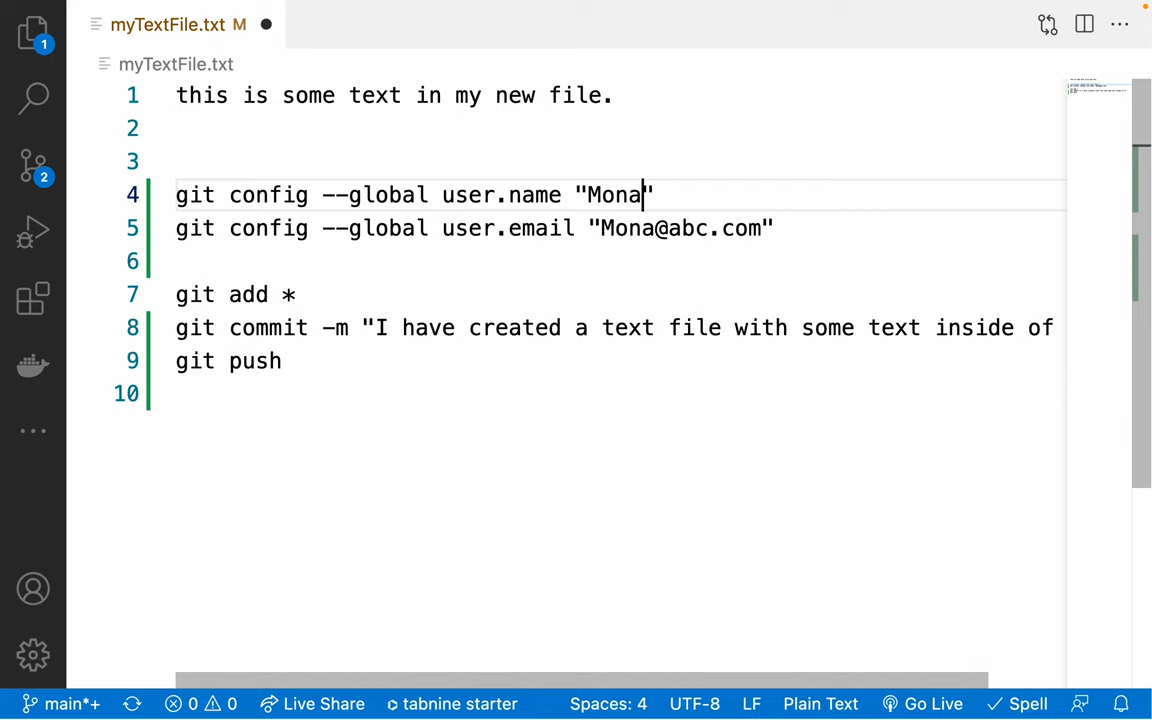 myTextFile.txt M
myTextFile.txt
1 this is some text in my new file.
2
3
4 git config --global user.name "Mona"
5 git config --global user.email "Mona@abc.com"
6
7 git add *
8 git commit -m "I have created a text file with some text inside of
9 git push
10
1
2
main*+ 0 0 Live Share tabnine starter Spaces: 4 UTF-8 LF Plain Text Go Live Spell